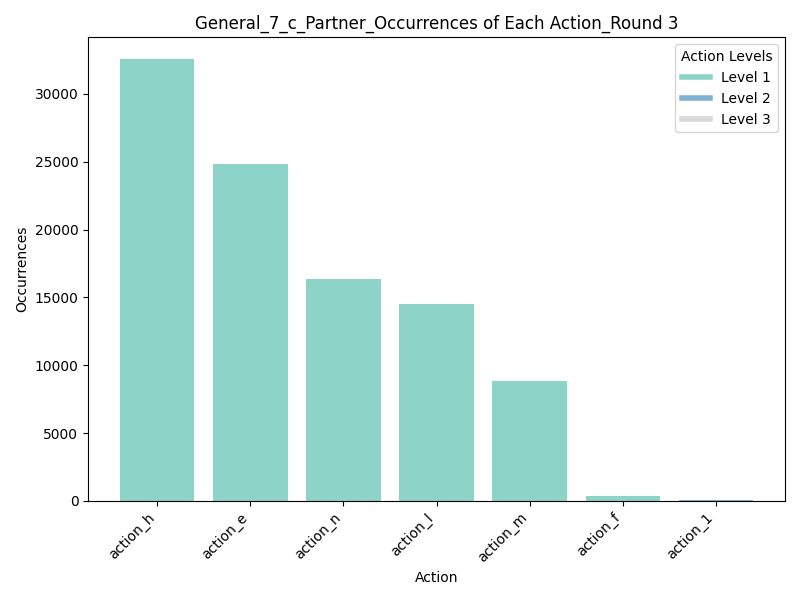 General_7_c_Partner_Occurrences of Each Action_Round 3
Action Levels
Level 1
Level 2
Level 3
Occurrences
30000
25000
20000
15000
10000
5000
0
action_h
action_e
action_n
action_l
action_m
action_f
action_1
Action